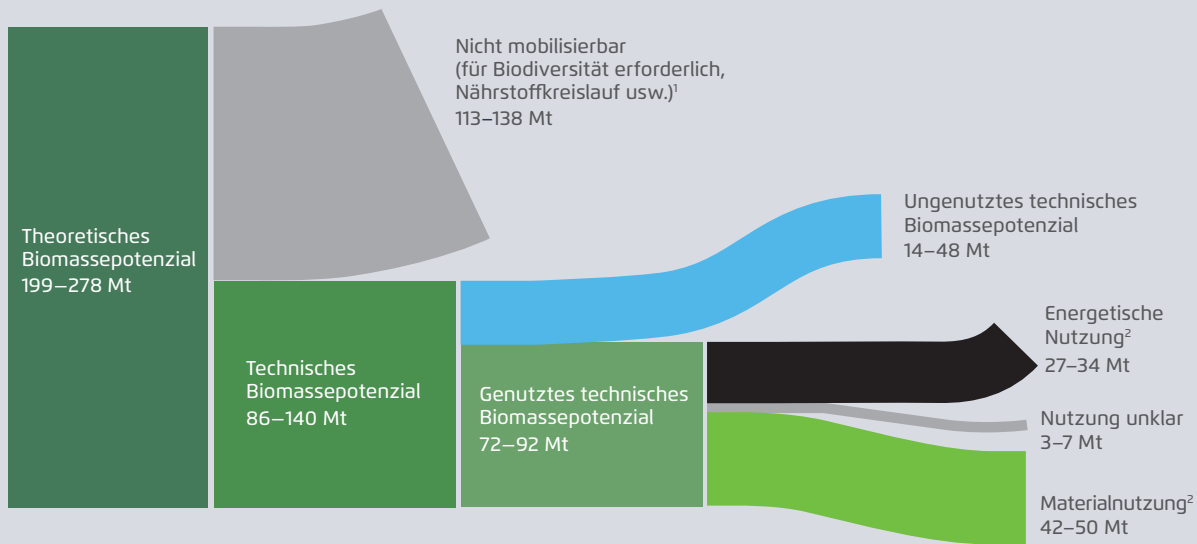 Theoretisches
Biomassepotenzial
199–278 Mt
Nicht mobilisierbar
(für Biodiversität erforderlich,
Nährstoffkreislauf usw.)¹
113–138 Mt
Technisches
Biomassepotenzial
86–140 Mt
Ungenutztes technisches
Biomassepotenzial
14–48 Mt
Genutztes technisches
Biomassepotenzial
72–92 Mt
Energetische
Nutzung²
27–34 Mt
Nutzung unklar
3–7 Mt
Materialnutzung²
42–50 Mt